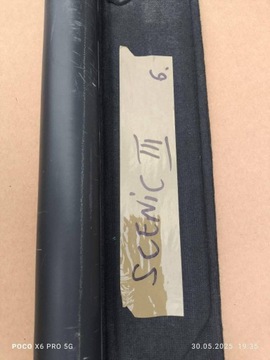 SCENiC III
6.
POCO X6 PRO 5G
30.05.2025 19:35